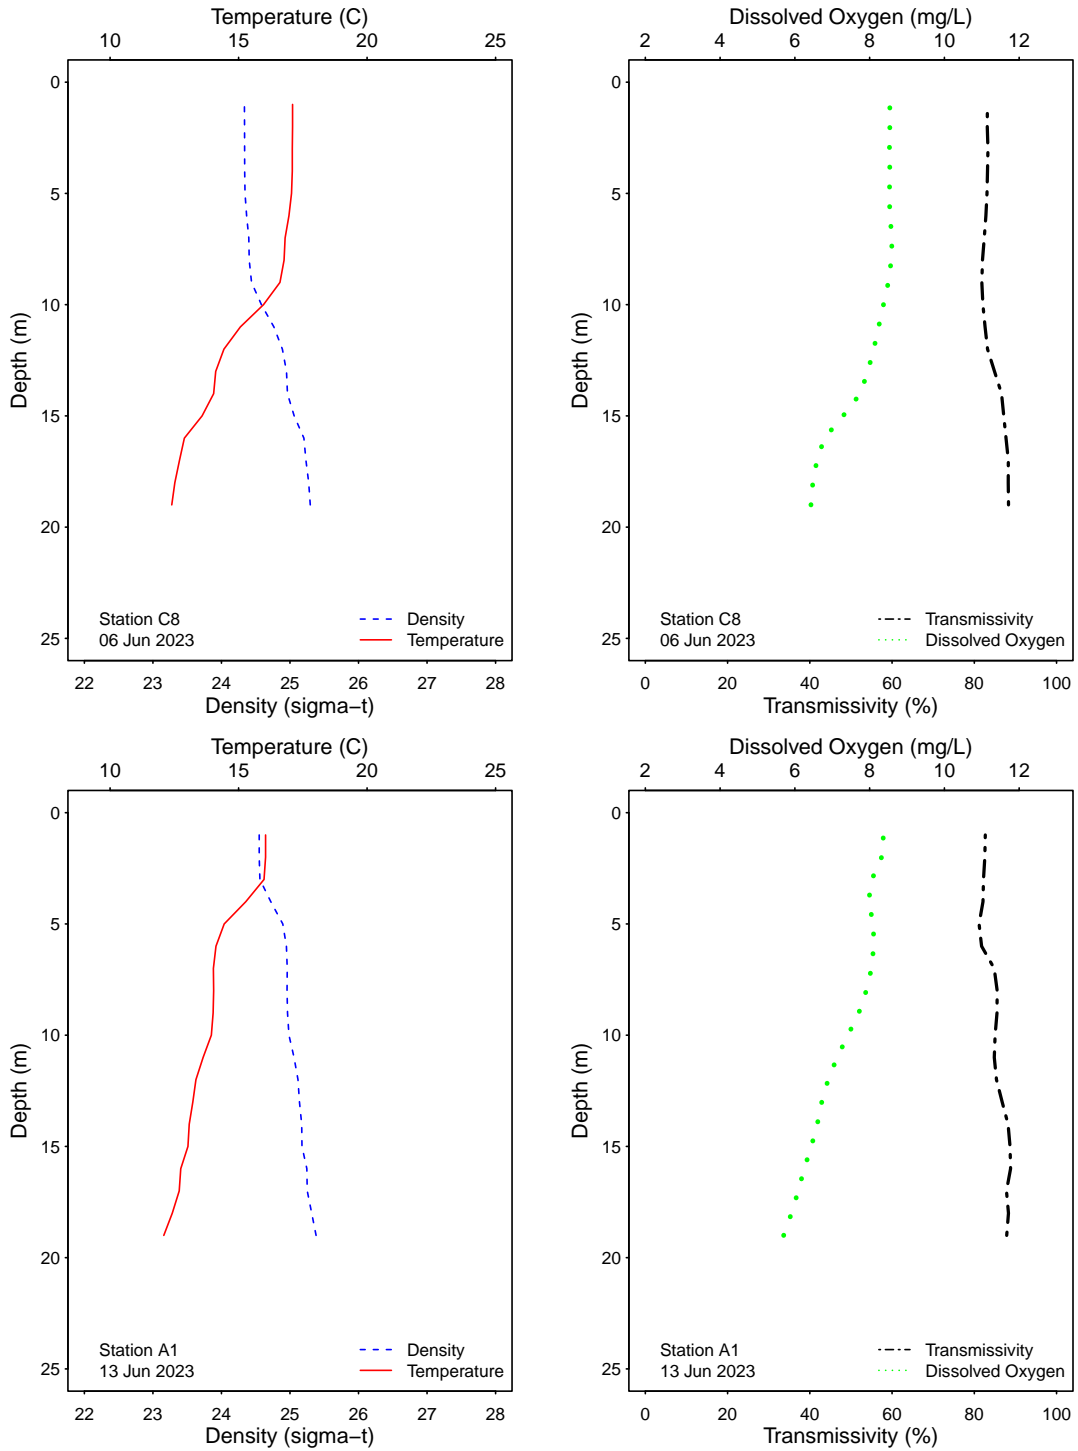 Temperature (C)
10 15 20 25
0
5
10
15
20
25
Depth (m)
Station C8
06 Jun 2023
Density
Temperature
22 23 24 25 26 27 28
Density (sigma−t)
Dissolved Oxygen (mg/L)
2 4 6 8 10 12
0
5
10
15
20
25
Depth (m)
Station C8
06 Jun 2023
Transmissivity
Dissolved Oxygen
0 20 40 60 80 100
Transmissivity (%)
Temperature (C)
10 15 20 25
0
5
10
15
20
25
Depth (m)
Station A1
13 Jun 2023
Density
Temperature
22 23 24 25 26 27 28
Density (sigma−t)
Dissolved Oxygen (mg/L)
2 4 6 8 10 12
0
5
10
15
20
25
Depth (m)
Station A1
13 Jun 2023
Transmissivity
Dissolved Oxygen
0 20 40 60 80 100
Transmissivity (%)